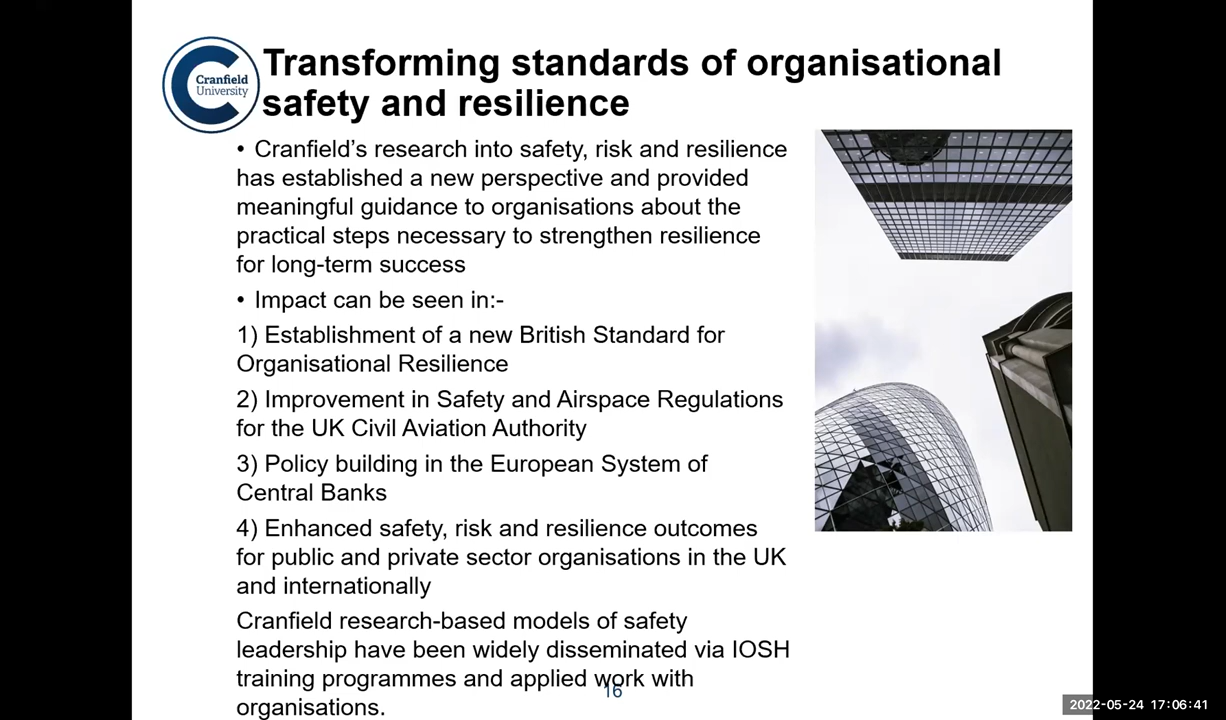 Cranfield
University
Transforming standards of organisational
safety and resilience
• Cranfield’s research into safety, risk and resilience
has established a new perspective and provided
meaningful guidance to organisations about the
practical steps necessary to strengthen resilience
for long-term success
• Impact can be seen in:-
1) Establishment of a new British Standard for
Organisational Resilience
2) Improvement in Safety and Airspace Regulations
for the UK Civil Aviation Authority
3) Policy building in the European System of
Central Banks
4) Enhanced safety, risk and resilience outcomes
for public and private sector organisations in the UK
and internationally
Cranfield research-based models of safety
leadership have been widely disseminated via IOSH
training programmes and applied work with
organisations.
16
2022-05-24 17:06:41